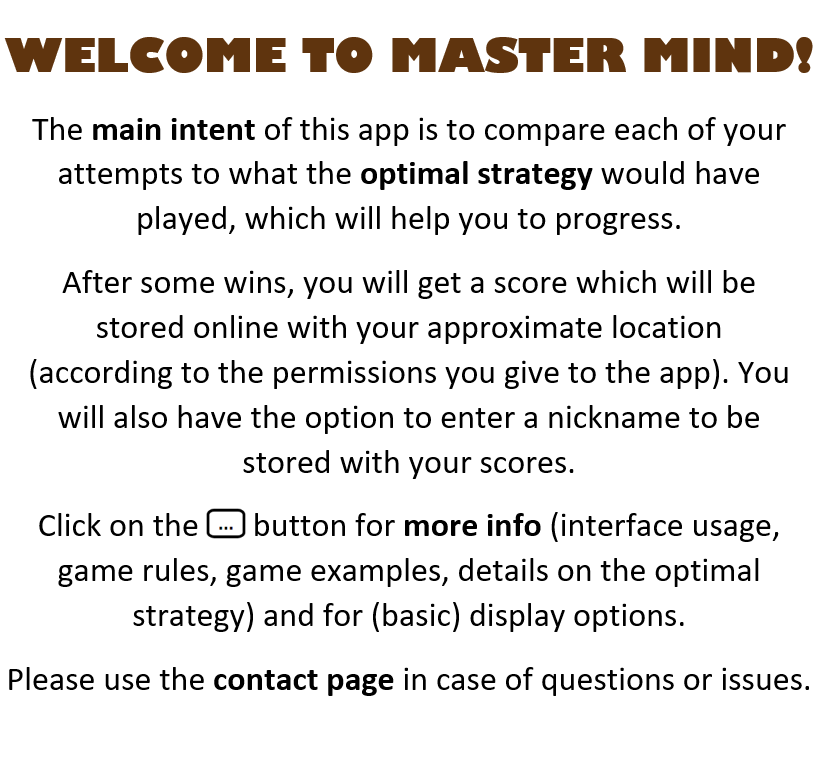 WELCOME TO MASTER MIND!
The main intent of this app is to compare each of your
attempts to what the optimal strategy would have
played, which will help you to progress.
After some wins, you will get a score which will be
stored online with your approximate location
(according to the permissions you give to the app). You
will also have the option to enter a nickname to be
stored with your scores.
Click on the ... button for more info (interface usage,
game rules, game examples, details on the optimal
strategy) and for (basic) display options.
Please use the contact page in case of questions or issues.